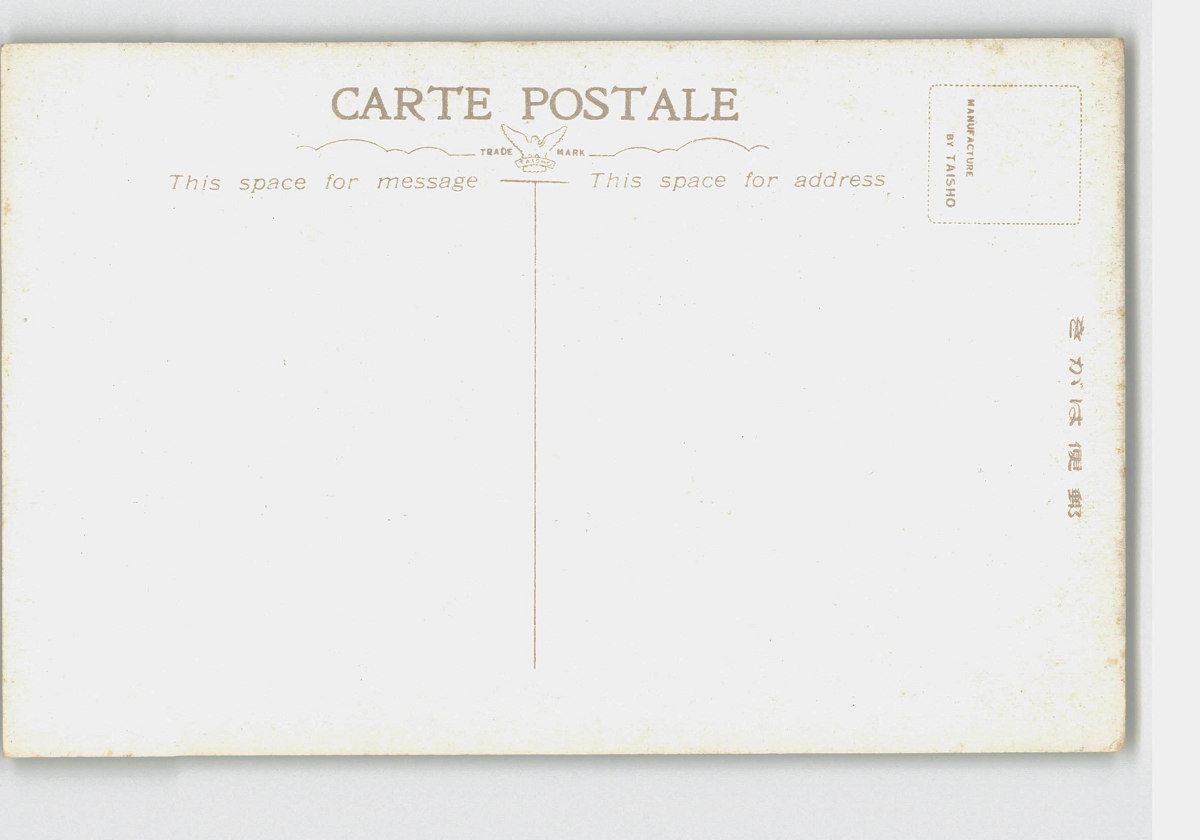 CARTE POSTALE
TRADE MARK
TAISHO
This space for message
This space for address
MANUFACTURE
BY TAISHO
きかﾞは便郵